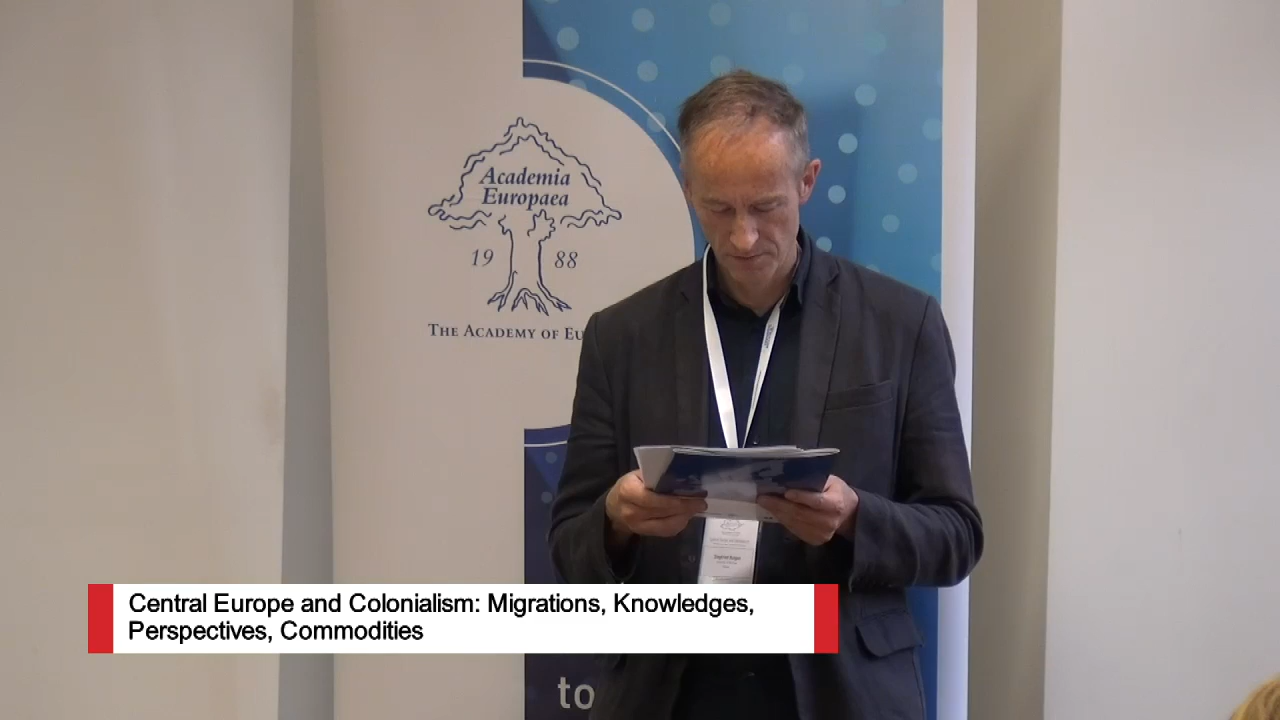 Academia
Europaea
19 88
THE ACADEMY OF EU
Central Europe and Colonialism: Migrations, Knowledges,
Perspectives, Commodities
to